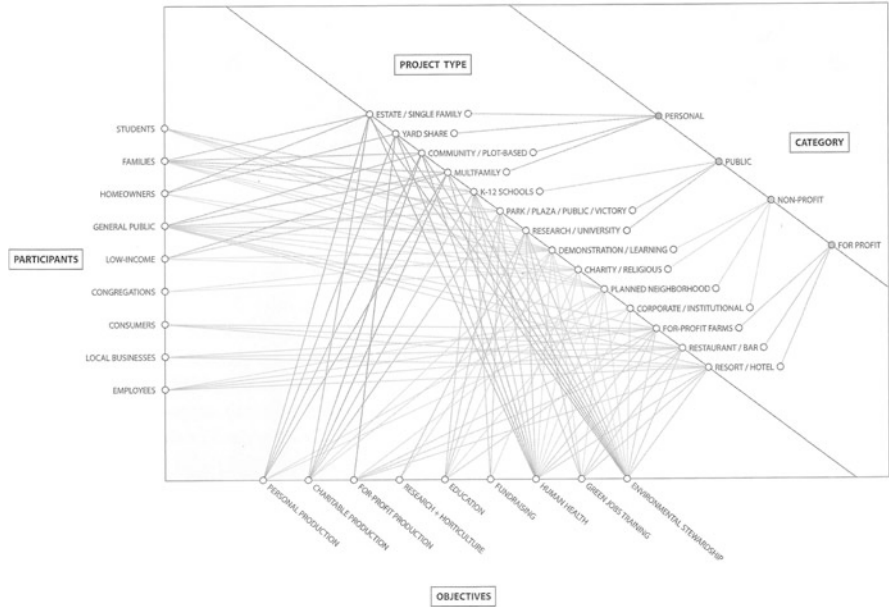 PROJECT TYPE
ESTATE / SINGLE FAMILY
PERSONAL
STUDENTS
YARD SHARE
CATEGORY
COMMUNITY / PLOT-BASED
FAMILIES
PUBLIC
MULTFAMILY
HOMEOWNERS
K-12 SCHOOLS
NON-PROFIT
PARK / PLAZA / PUBLIC / VICTORY
GENERAL PUBLIC
RESEARCH / UNIVERSITY
FOR PROFIT
DEMONSTRATION / LEARNING
PARTICIPANTS
LOW-INCOME
CHARITY / RELIGIOUS
CONGREGATIONS
PLANNED NEIGHBORHOOD
CORPORATE / INSTITUTIONAL
CONSUMERS
FOR-PROFIT FARMS
RESTAURANT / BAR
LOCAL BUSINESSES
RESORT / HOTEL
EMPLOYEES
PERSONAL PRODUCTION
CHARITABLE PRODUCTION
FOR-PROFIT PRODUCTION
RESEARCH + HORTICULTURE
EDUCATION
FUNDRAISING
HUMAN HEALTH
GREEN JOBS TRAINING
ENVIRONMENTAL STEWARDSHIP
OBJECTIVES